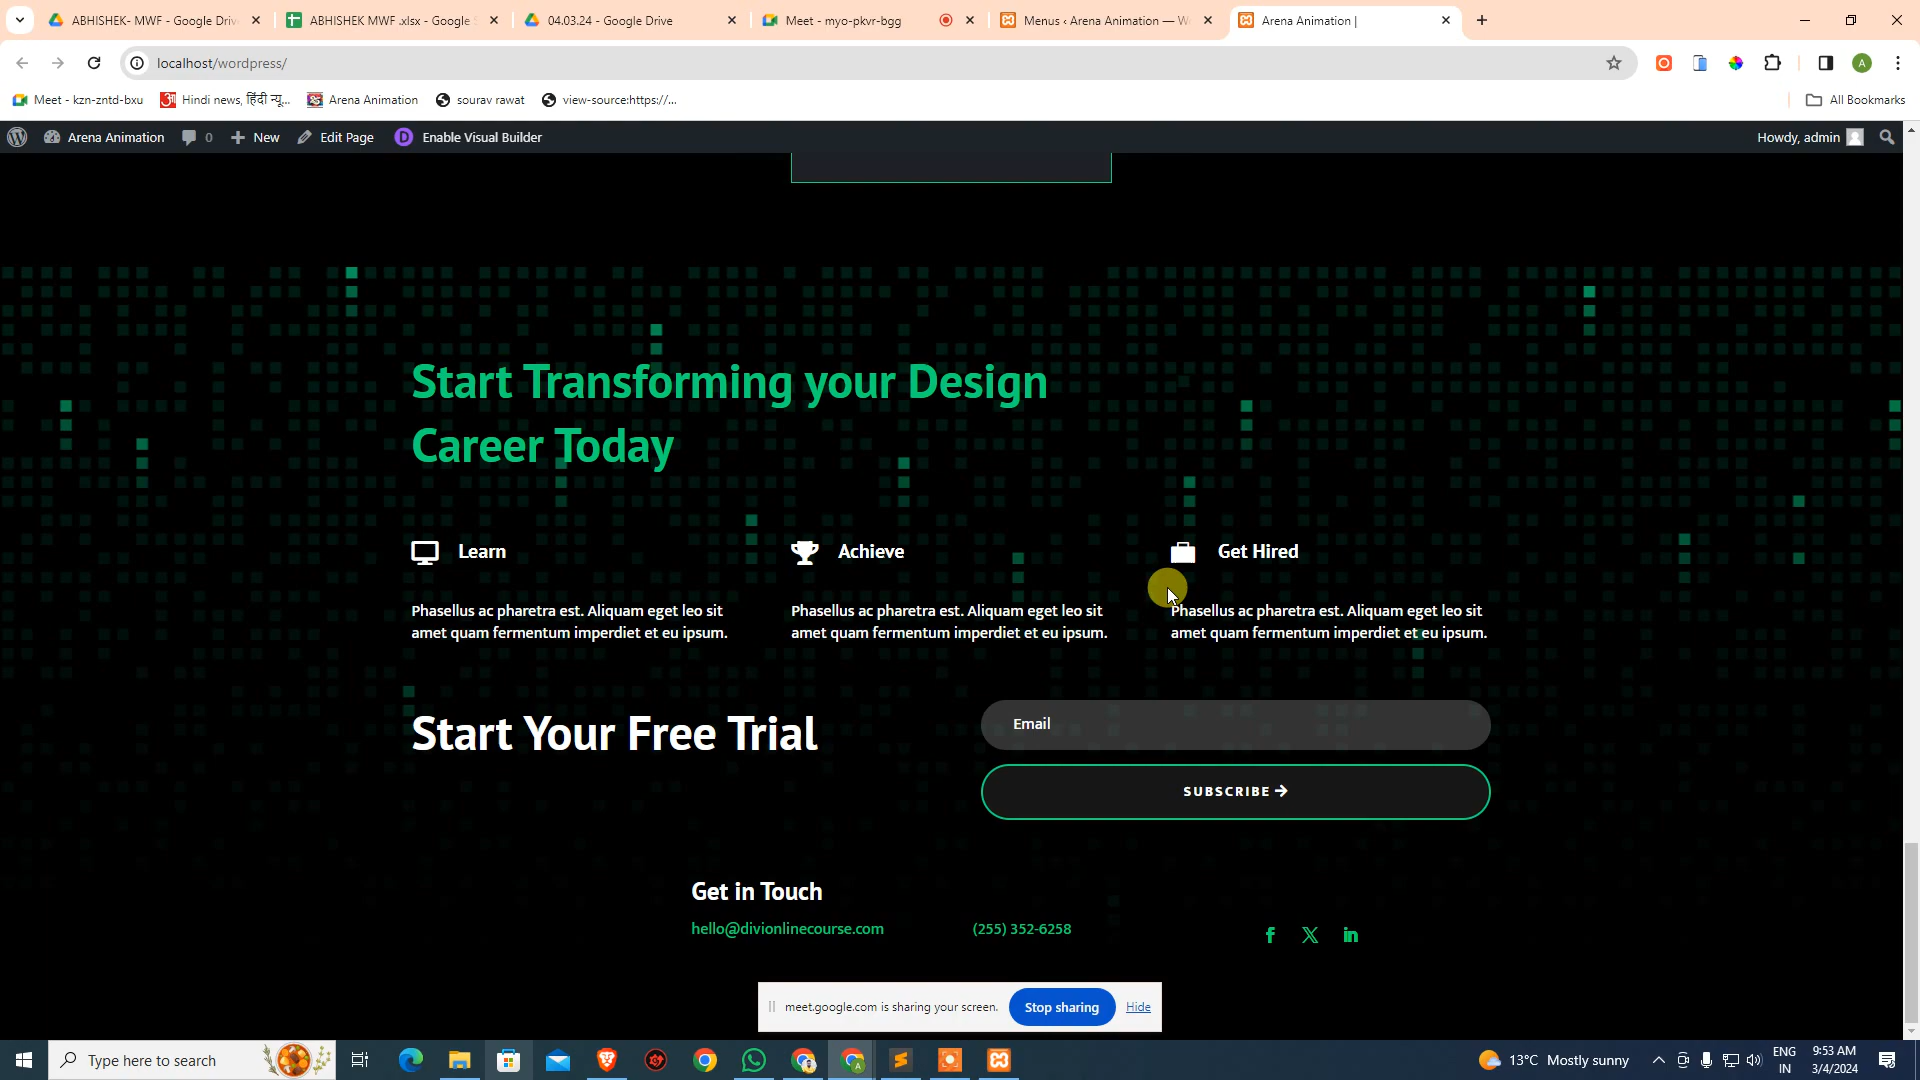 ABHISHEK- MWF - Google Driv
ABHISHEK MWF .xlsx - Google S
04.03.24 - Google Drive
Meet - myo-pkvr-bgg
Menus ‹ Arena Animation — W
Arena Animation |
localhost/wordpress/
A
Meet - kzn-zntd-bxu
Hindi news, हिंदी न्यू...
Arena Animation
sourav rawat
view-source:https://...
All Bookmarks
Arena Animation
0
New
Edit Page
D
Enable Visual Builder
Howdy, admin
Start Transforming your Design
Career Today
Learn
Achieve
Get Hired
Phasellus ac pharetra est. Aliquam eget leo sit
amet quam fermentum imperdiet et eu ipsum.
Phasellus ac pharetra est. Aliquam eget leo sit
amet quam fermentum imperdiet et eu ipsum.
Phasellus ac pharetra est. Aliquam eget leo sit
amet quam fermentum imperdiet et eu ipsum.
Start Your Free Trial
Email
SUBSCRIBE
Get in Touch
hello@divionlinecourse.com
(255) 352-6258
meet.google.com is sharing your screen.
Stop sharing
Hide
Type here to search
13°C Mostly sunny
ENG
IN
9:53 AM
3/4/2024